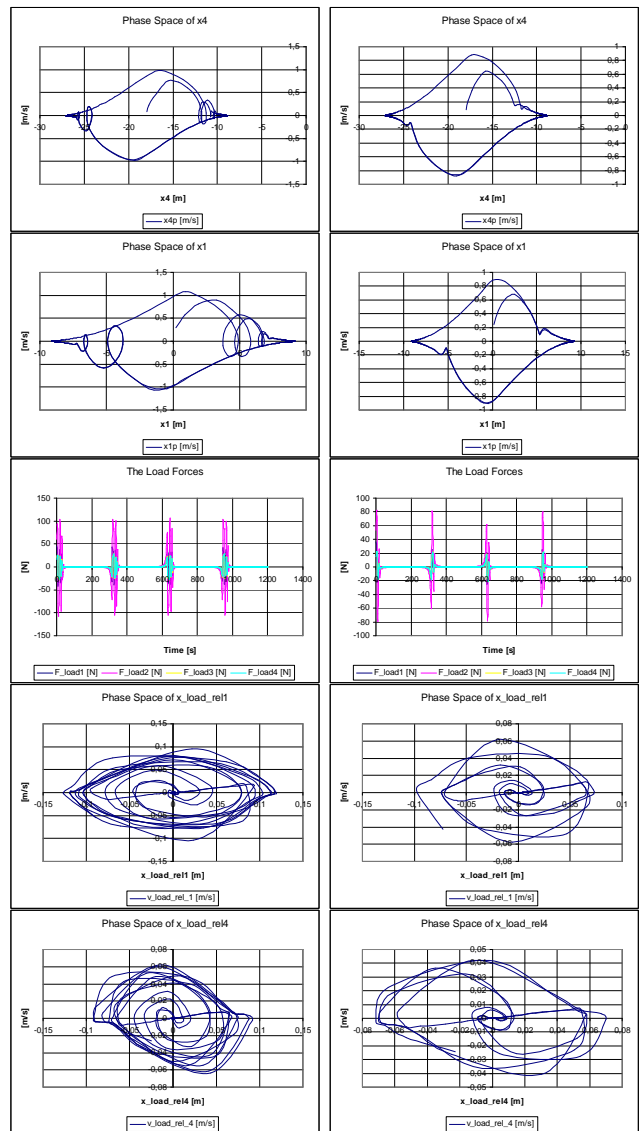 Phase Space of x4
1,5
1
0,5
0
-0,5
-1
-1,5
-30 -25 -20 -15 -10 -5 0
[m/s]
x4 [m]
x4p [m/s]
Phase Space of x4
1
0,8
0,6
0,4
0,2
0
-0,2
-0,4
-0,6
-0,8
-1
-30 -25 -20 -15 -10 -5 0
[m/s]
x4 [m]
x4p [m/s]
Phase Space of x1
1,5
1
0,5
0
-0,5
-1
-1,5
-10 -5 0 5 10
[m/s]
x1 [m]
x1p [m/s]
Phase Space of x1
1
0,8
0,6
0,4
0,2
0
-0,2
-0,4
-0,6
-0,8
-1
-15 -10 -5 0 5 10 15
[m/s]
x1 [m]
x1p [m/s]
The Load Forces
150
100
50
0
-50
-100
-150
0 200 400 600 800 1000 1200 1400
[N]
Time [s]
F_load1 [N] F_load2 [N] F_load3 [N] F_load4 [N]
The Load Forces
100
80
60
40
20
0
-20
-40
-60
-80
-100
0 200 400 600 800 1000 1200 1400
[N]
Time [s]
F_load1 [N] F_load2 [N] F_load3 [N] F_load4 [N]
Phase Space of x_load_rel1
0,15
0,1
0,05
0
-0,05
-0,1
-0,15
-0,15 -0,1 -0,05 0 0,05 0,1 0,15
[m/s]
x_load_rel1 [m]
v_load_rel_1 [m/s]
Phase Space of x_load_rel1
0,08
0,06
0,04
0,02
0
-0,02
-0,04
-0,06
-0,08
-0,15 -0,1 -0,05 0 0,05 0,1
[m/s]
x_load_rel1 [m]
v_load_rel_1 [m/s]
Phase Space of x_load_rel4
0,08
0,06
0,04
0,02
0
-0,02
-0,04
-0,06
-0,08
-0,15 -0,1 -0,05 0 0,05 0,1 0,15
[m/s]
x_load_rel4 [m]
v_load_rel_4 [m/s]
Phase Space of x_load_rel4
0,05
0,04
0,03
0,02
0,01
0
-0,01
-0,02
-0,03
-0,04
-0,05
-0,08 -0,06 -0,04 -0,02 0 0,02 0,04 0,06 0,08
[m/s]
x_load_rel4 [m]
v_load_rel_4 [m/s]